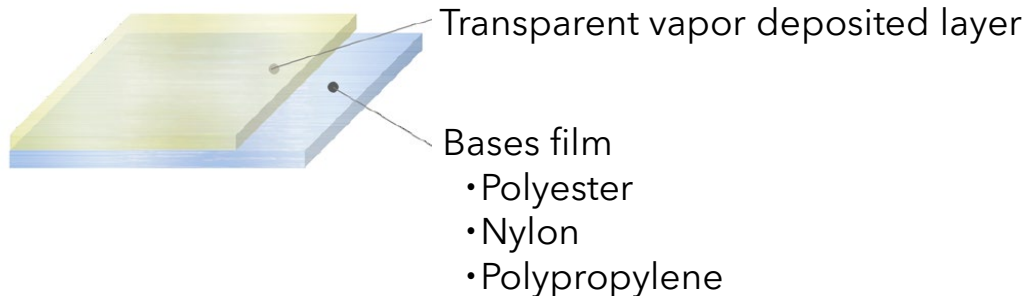 Transparent vapor deposited layer
Bases film
・Polyester
・Nylon
・Polypropylene